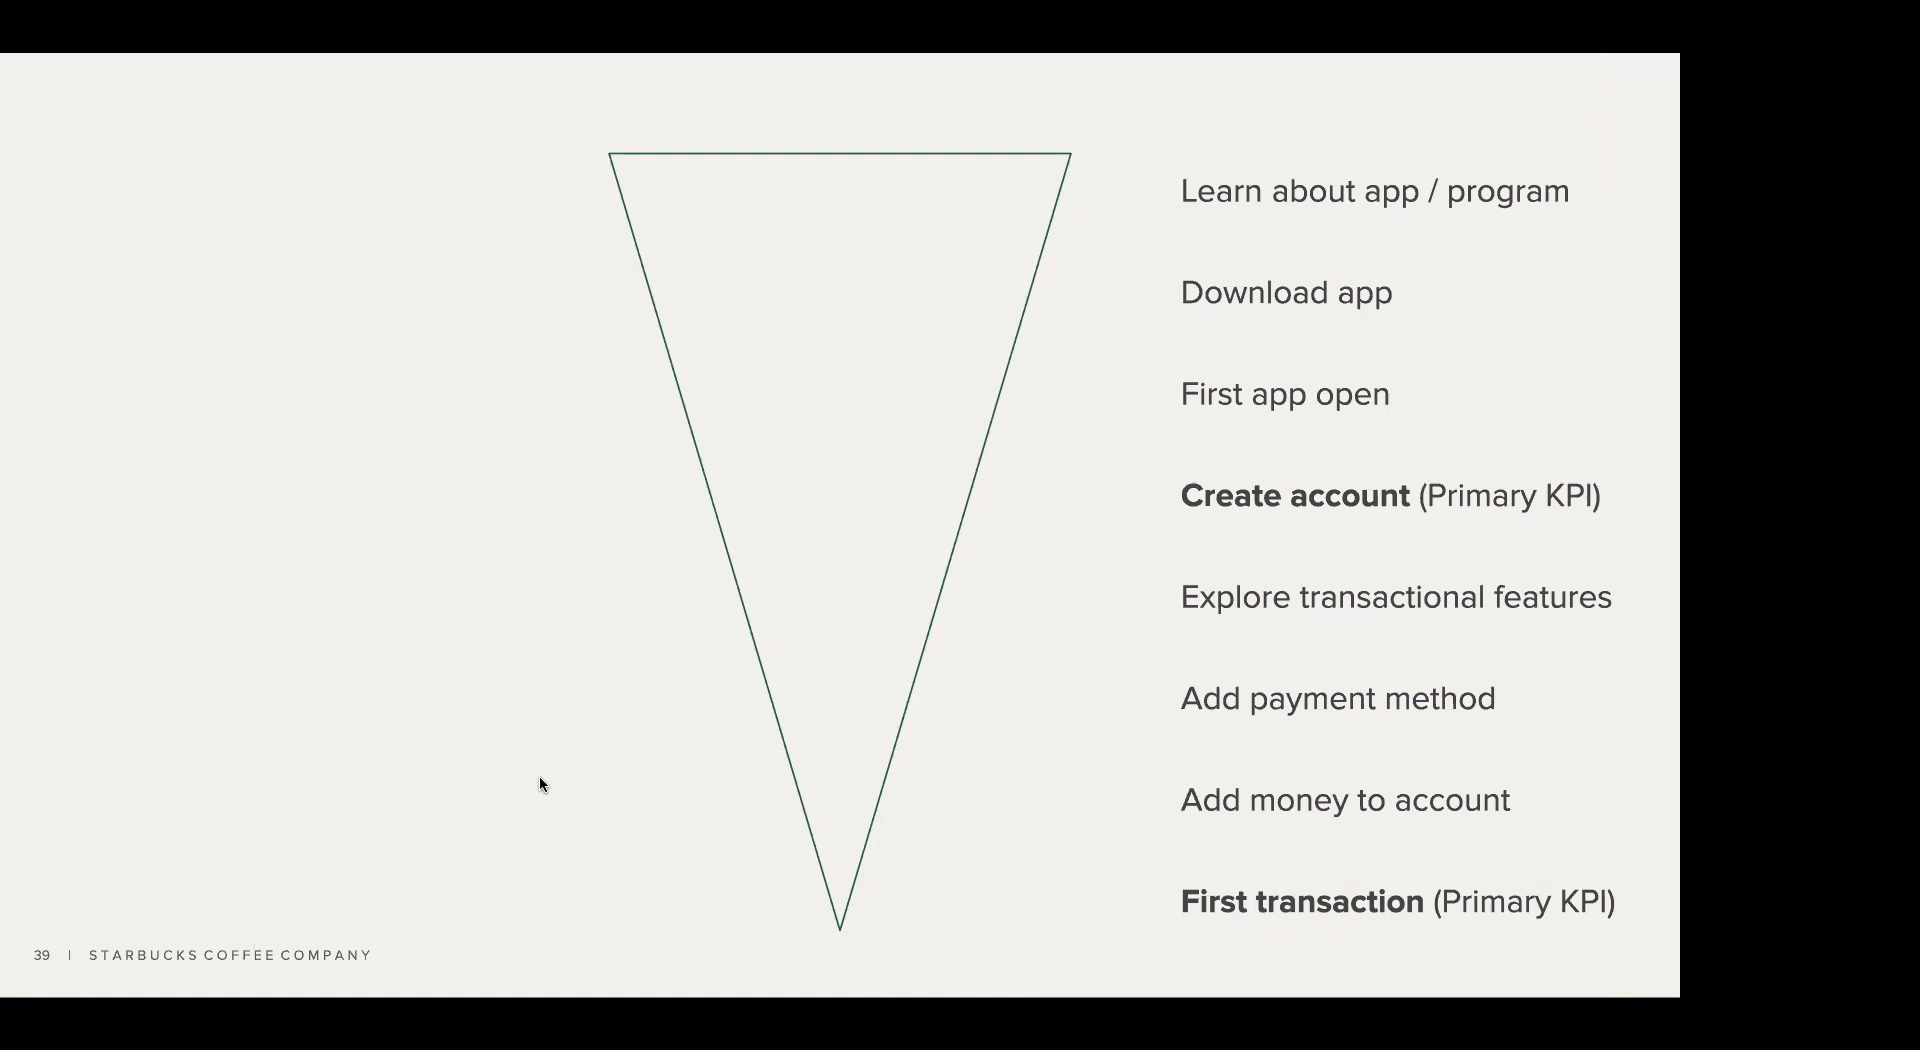 Learn about app / program
Download app
First app open
Create account (Primary KPI)
Explore transactional features
Add payment method
Add money to account
First transaction (Primary KPI)
39 | STARBUCKS COFFEE COMPANY